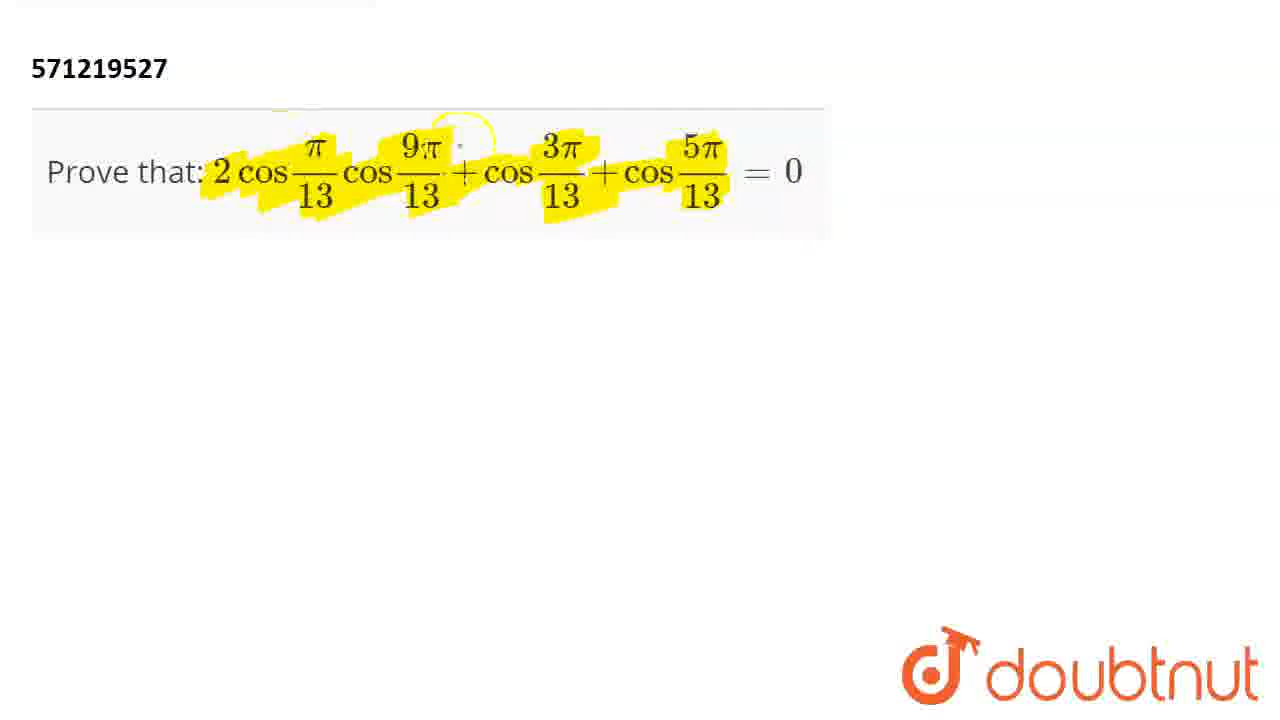 571219527
Prove that: 2 cos π/13 cos 9π/13 + cos 3π/13 + cos 5π/13 = 0
doubtnut